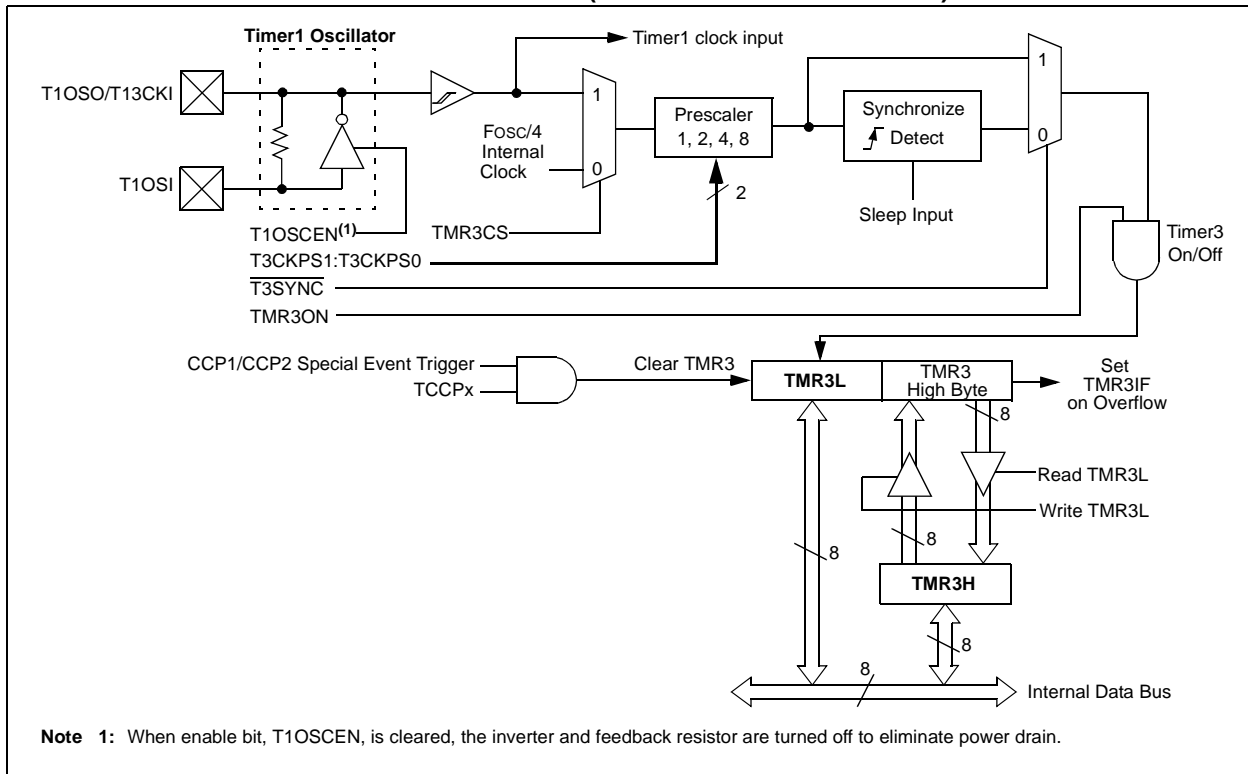 Timer1 Oscillator
Timer1 clock input
T1OSO/T13CKI
T1OSI
1
0
FOSC/4
Internal
Clock
Prescaler
1, 2, 4, 8
2
Synchronize
Detect
Sleep Input
1
0
T1OSCEN(1)
TMR3CS
T3CKPS1:T3CKPS0
T3SYNC
TMR3ON
Timer3
On/Off
CCP1/CCP2 Special Event Trigger
TCCPx
Clear TMR3
TMR3L
TMR3
High Byte
Set
TMR3IF
on Overflow
8
Read TMR3L
Write TMR3L
8
8
TMR3H
8
8
Internal Data Bus
Note 1: When enable bit, T1OSCEN, is cleared, the inverter and feedback resistor are turned off to eliminate power drain.